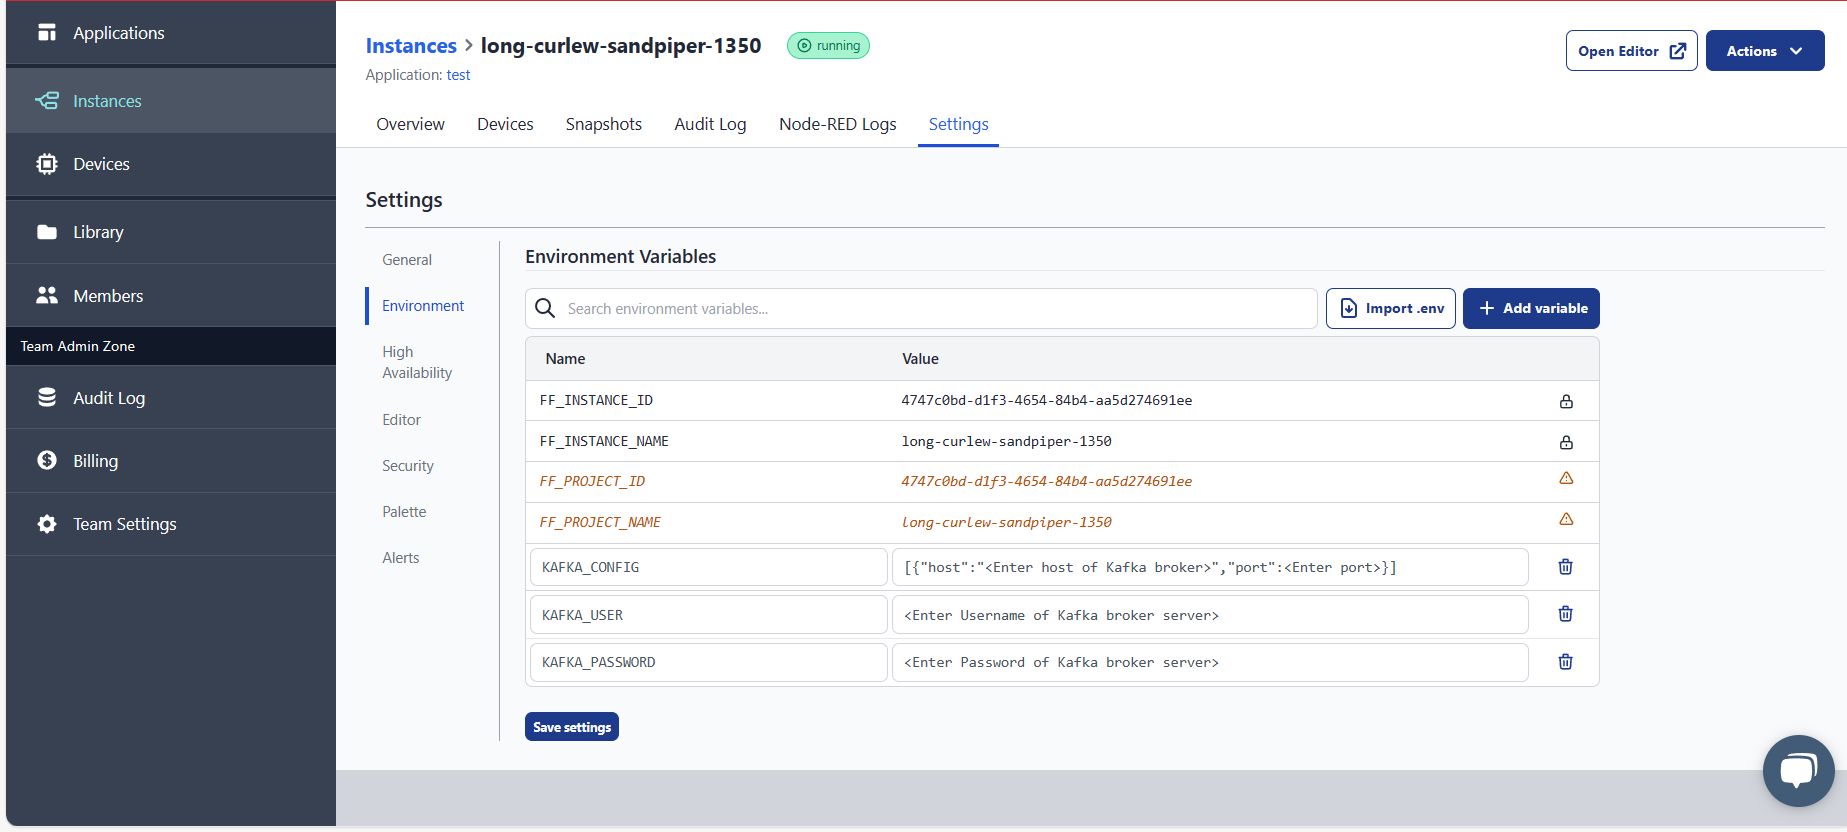 Applications
Instances
Devices
Library
Members
Team Admin Zone
Audit Log
Billing
Team Settings
Instances > long-curlew-sandpiper-1350 running
Application: test
Open Editor Actions
Overview Devices Snapshots Audit Log Node-RED Logs Settings
Settings
General
Environment
High
Availability
Editor
Security
Palette
Alerts
Environment Variables
Search environment variables... Import .env + Add variable
Name Value
FF_INSTANCE_ID 4747c0bd-d1f3-4654-84b4-aa5d274691ee
FF_INSTANCE_NAME long-curlew-sandpiper-1350
FF_PROJECT_ID 4747c0bd-d1f3-4654-84b4-aa5d274691ee
FF_PROJECT_NAME long-curlew-sandpiper-1350
KAFKA_CONFIG [{"host":"<Enter host of Kafka broker>","port":<Enter port>}]
KAFKA_USER <Enter Username of Kafka broker server>
KAFKA_PASSWORD <Enter Password of Kafka broker server>
Save settings